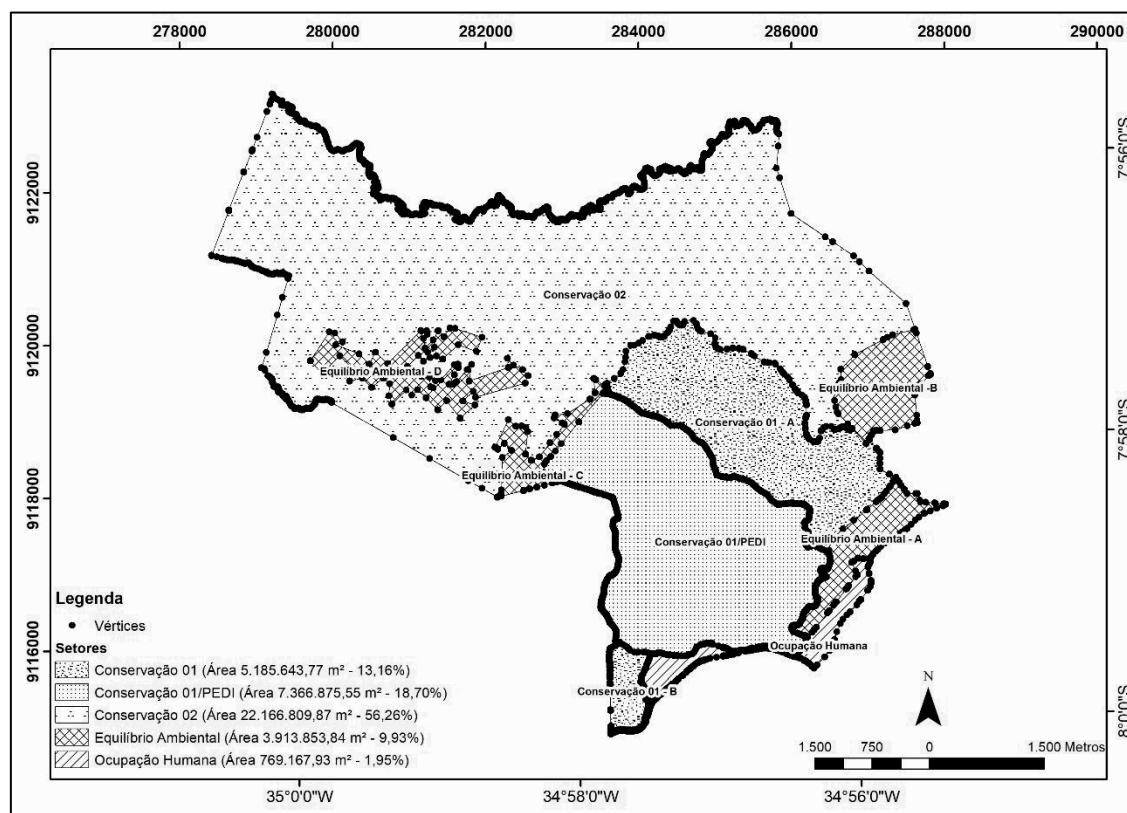 278000 280000 282000 284000 286000 288000 290000
9122000
9120000
9118000
9116000
7°56'0"S
7°58'0"S
8°0'0"S
Conservação 02
Equilíbrio Ambiental - D
Equilíbrio Ambiental -B
Conservação 01 - A
Equilíbrio Ambiental - C
Conservação 01/PEDI
Equilíbrio Ambiental - A
Ocupação Humana
Conservação 01 - B
Legenda
Vértices
Setores
Conservação 01 (Área 5.185.643,77 m² - 13,16%)
Conservação 01/PEDI (Área 7.366.875,55 m² - 18,70%)
Conservação 02 (Área 22.166.809,87 m² - 56,26%)
Equilíbrio Ambiental (Área 3.913.853,84 m² - 9,93%)
Ocupação Humana (Área 769.167,93 m² - 1,95%)
N
1.500 750 0 1.500 Metros
35°0'0"W 34°58'0"W 34°56'0"W